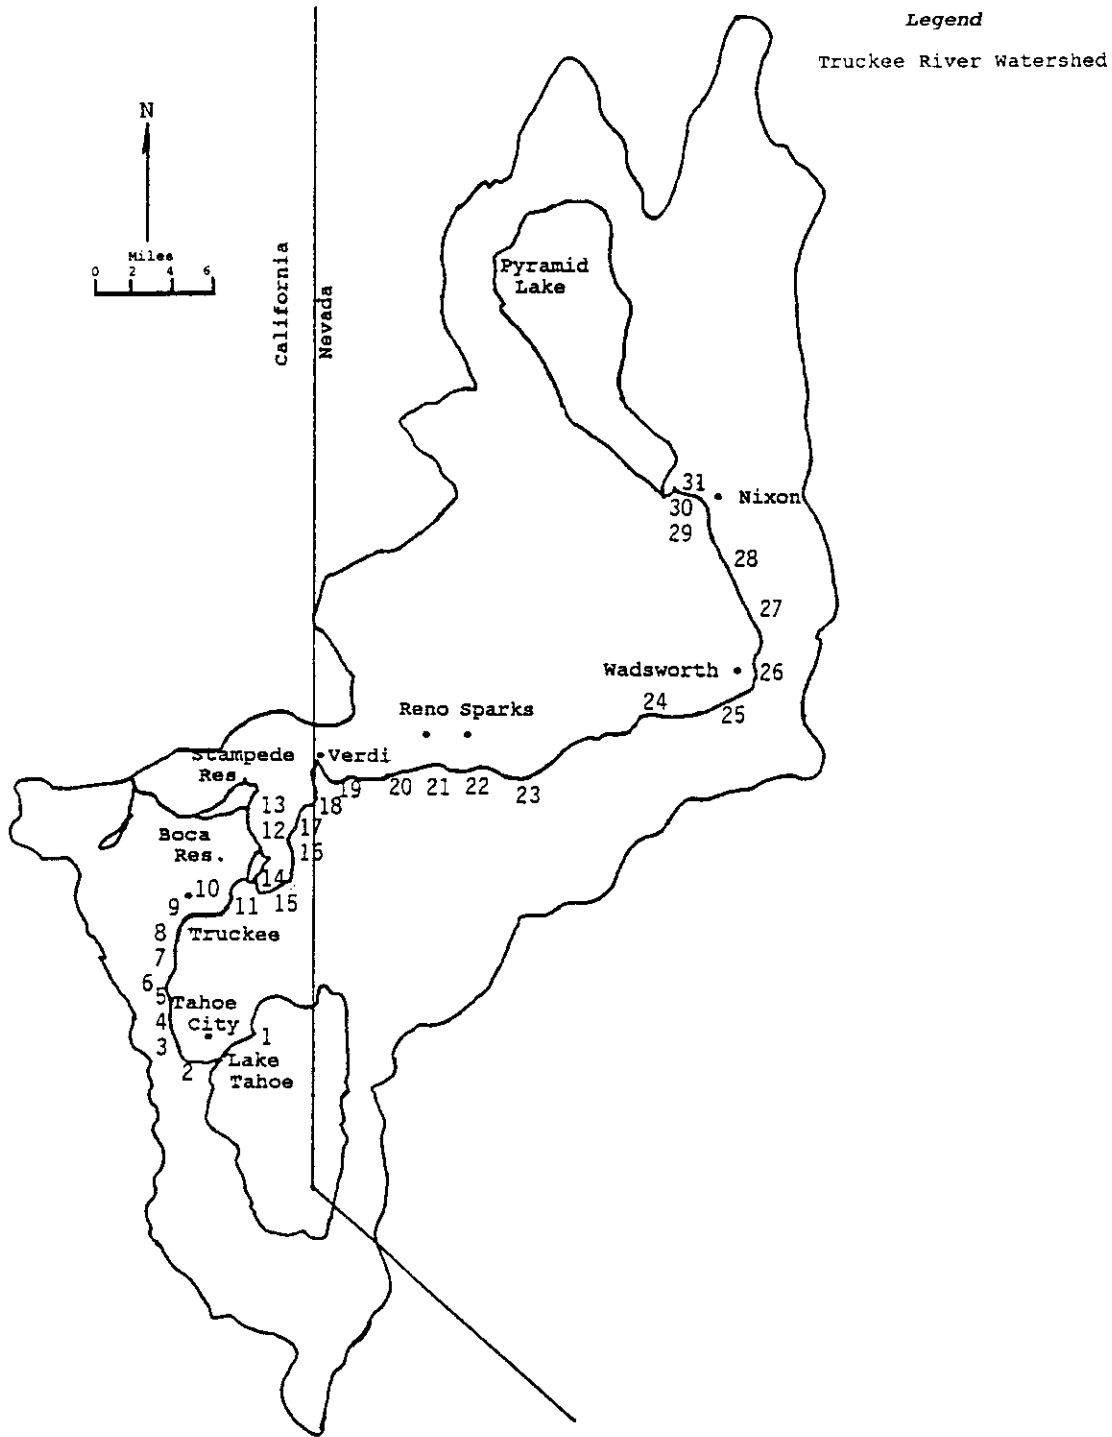 Legend
Truckee River Watershed
N
Miles
0 2 4 6
California
Nevada
Pyramid
Lake
31
Nixon
30
29
28
27
Wadsworth
26
24
25
Reno Sparks
Verdi
Stampede
Res.
19
20
21
22
23
13
18
12
17
Boca
Res.
16
14
10
15
11
9
8
Truckee
7
6
5
Tahoe
City
4
3
1
2
Lake
Tahoe